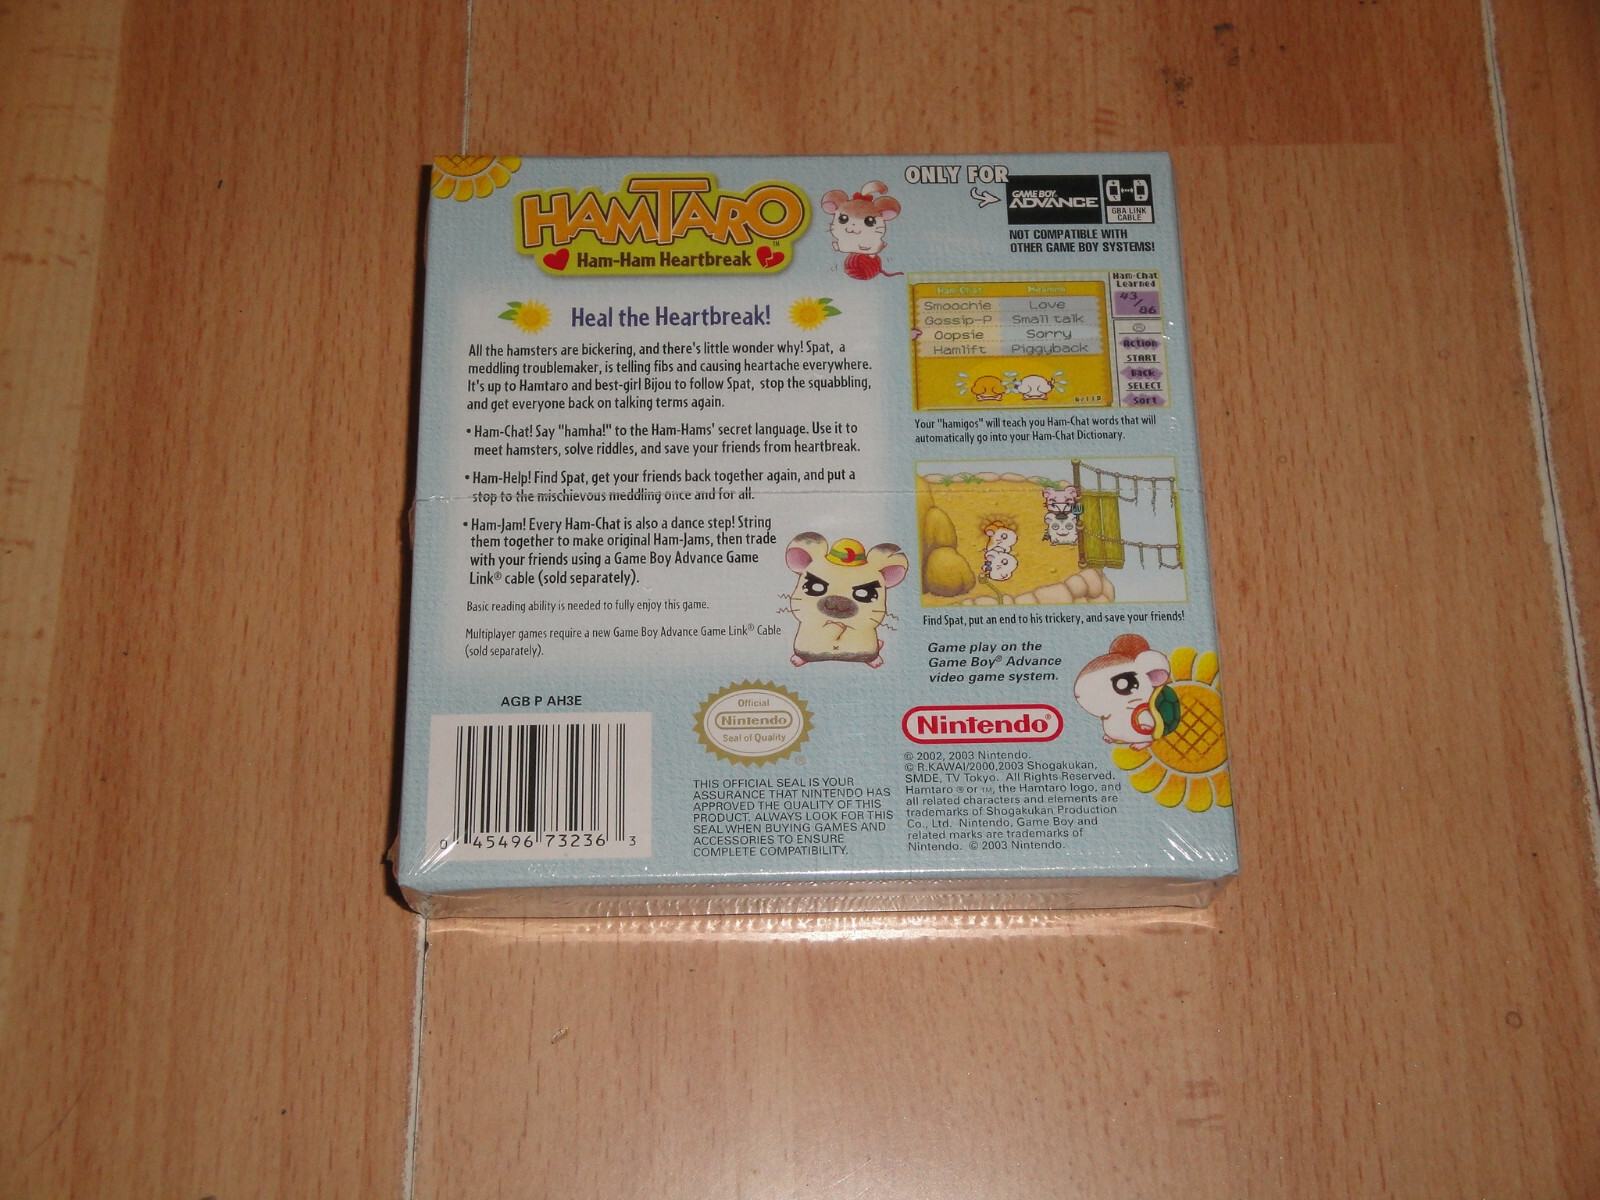 HAMTARO
TM
Ham-Ham Heartbreak
Heal the Heartbreak!
All the hamsters are bickering, and there's little wonder why! Spat, a
meddling troublemaker, is telling fibs and causing heartache everywhere.
It's up to Hamtaro and best-girl Bijou to follow Spat, stop the squabbling,
and get everyone back on talking terms again.
• Ham-Chat! Say "hamha!" to the Ham-Hams' secret language. Use it to
meet hamsters, solve riddles, and save your friends from heartbreak.
• Ham-Help! Find Spat, get your friends back together again, and put a
stop to the mischievous meddling once and for all.
• Ham-Jam! Every Ham-Chat is also a dance step! String
them together to make original Ham-Jams, then trade
with your friends using a Game Boy Advance Game
Link® cable (sold separately).
Basic reading ability is needed to fully enjoy this game.
Multiplayer games require a new Game Boy Advance Game Link® Cable
(sold separately).
AGB P AH3E
0 45496 73236 3
Official
Nintendo
Seal of Quality
®
THIS OFFICIAL SEAL IS YOUR
ASSURANCE THAT NINTENDO HAS
APPROVED THE QUALITY OF THIS
PRODUCT. ALWAYS LOOK FOR THIS
SEAL WHEN BUYING GAMES AND
ACCESSORIES TO ENSURE
COMPLETE COMPATIBILITY.
ONLY FOR
GAME BOY
ADVANCE
GBA LINK
CABLE
NOT COMPATIBLE WITH
OTHER GAME BOY SYSTEMS!
Ham-Chat Meaning
Smoochie Love
Gossip-P Small talk
Oopsie Sorry
Hamlift Piggyback
Ham-Chat
Learned
43/
86
Action
START
Back
SELECT
Sort
Your "hamigos" will teach you Ham-Chat words that will
automatically go into your Ham-Chat Dictionary.
Find Spat, put an end to his trickery, and save your friends!
Game play on the
Game Boy® Advance
video game system.
Nintendo®
© 2002, 2003 Nintendo.
© R.KAWAI/2000,2003 Shogakukan,
SMDE, TV Tokyo. All Rights Reserved.
Hamtaro ® or TM, the Hamtaro logo, and
all related characters and elements are
trademarks of Shogakukan Production
Co., Ltd. Nintendo, Game Boy and
related marks are trademarks of
Nintendo. © 2003 Nintendo.